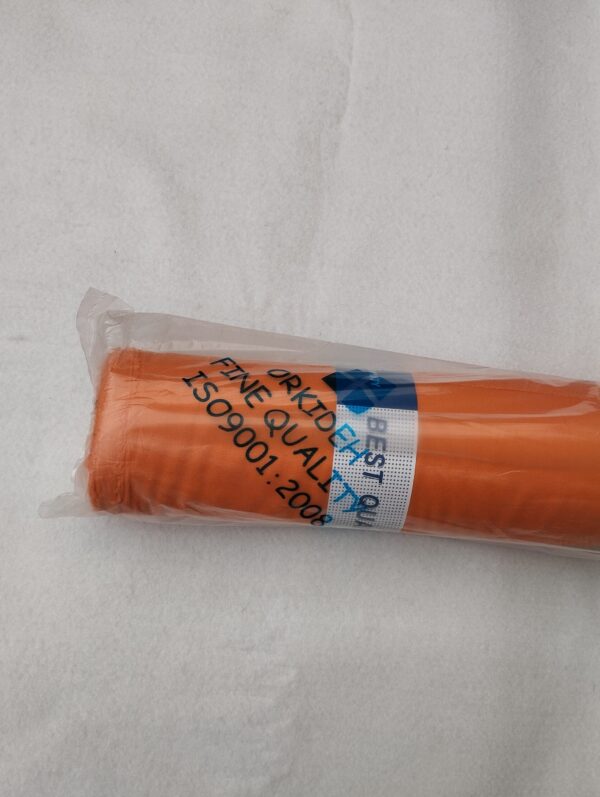 ORKIDEH
FINE QUALITY
ISO9001:2008
BEST QUA